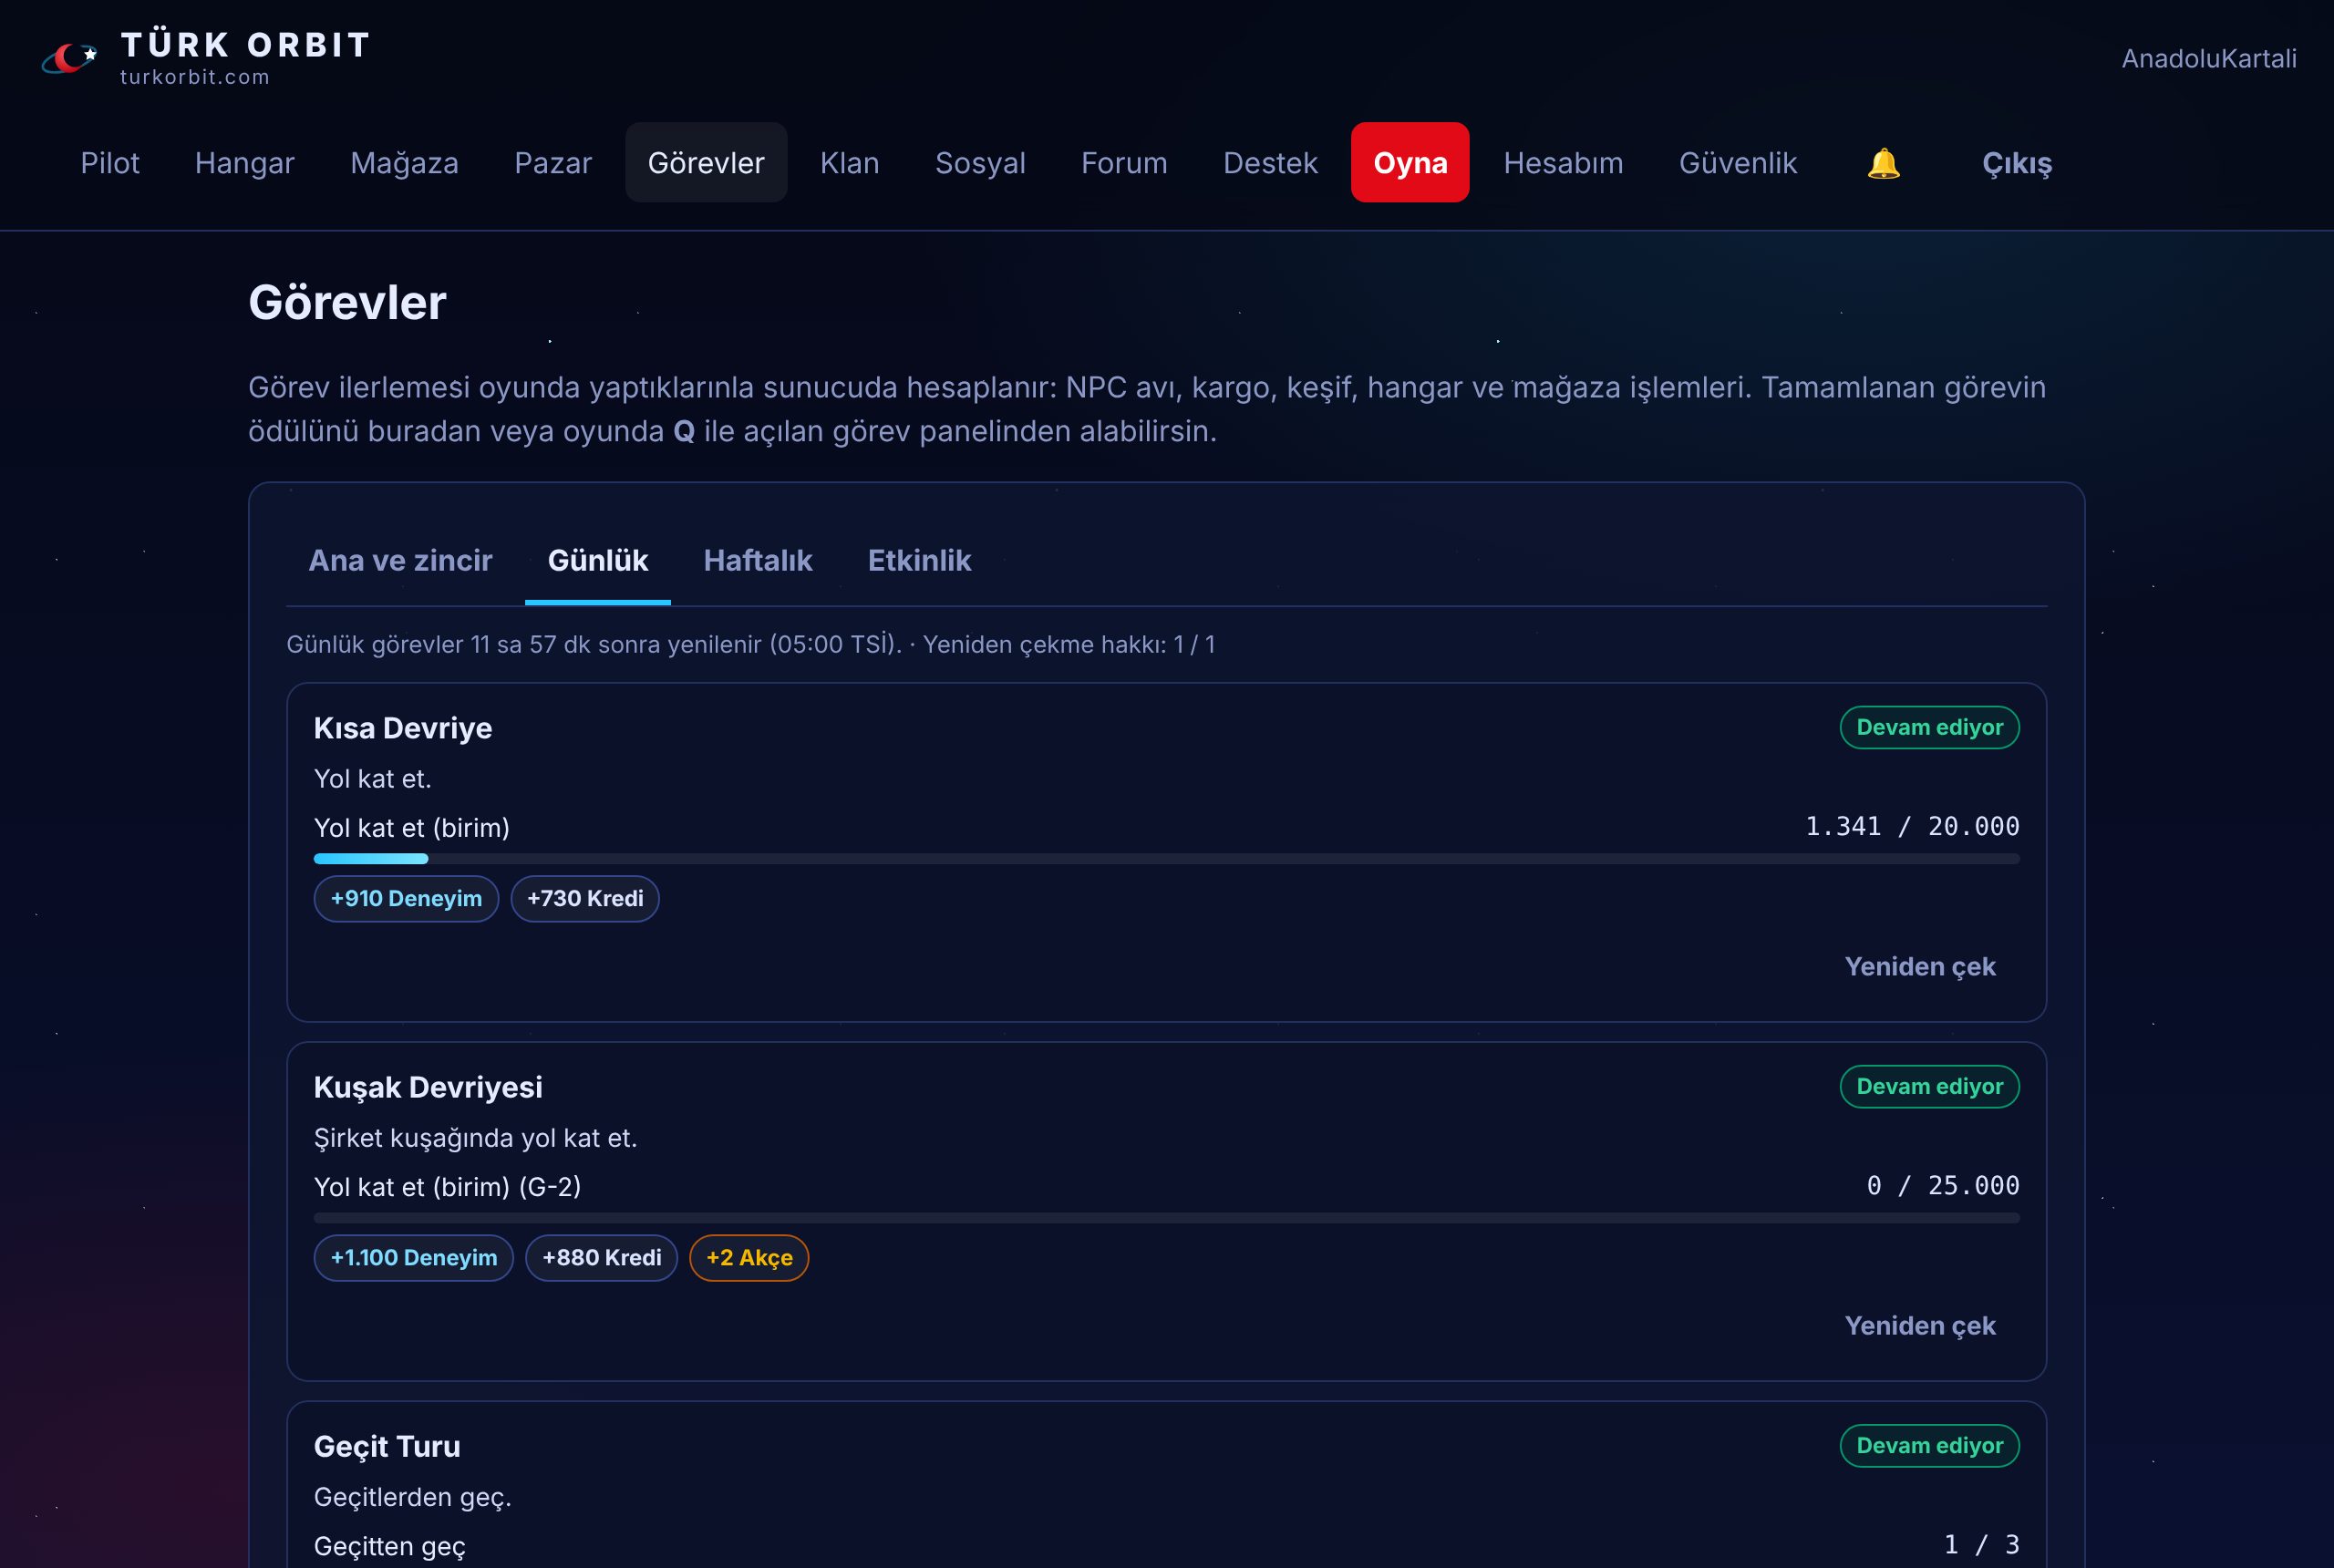 TÜRK ORBIT
turkorbit.com
AnadoluKartali
Pilot
Hangar
Mağaza
Pazar
Görevler
Klan
Sosyal
Forum
Destek
Oyna
Hesabım
Güvenlik
Çıkış
Görevler
Görev ilerlemesi oyunda yaptıklarınla sunucuda hesaplanır: NPC avı, kargo, keşif, hangar ve mağaza işlemleri. Tamamlanan görevin
ödülünü buradan veya oyunda Q ile açılan görev panelinden alabilirsin.
Ana ve zincir
Günlük
Haftalık
Etkinlik
Günlük görevler 11 sa 57 dk sonra yenilenir (05:00 TSİ). · Yeniden çekme hakkı: 1 / 1
Kısa Devriye
Devam ediyor
Yol kat et.
Yol kat et (birim)
1.341 / 20.000
+910 Deneyim
+730 Kredi
Yeniden çek
Kuşak Devriyesi
Devam ediyor
Şirket kuşağında yol kat et.
Yol kat et (birim) (G-2)
0 / 25.000
+1.100 Deneyim
+880 Kredi
+2 Akçe
Yeniden çek
Geçit Turu
Devam ediyor
Geçitlerden geç.
Geçitten geç
1 / 3